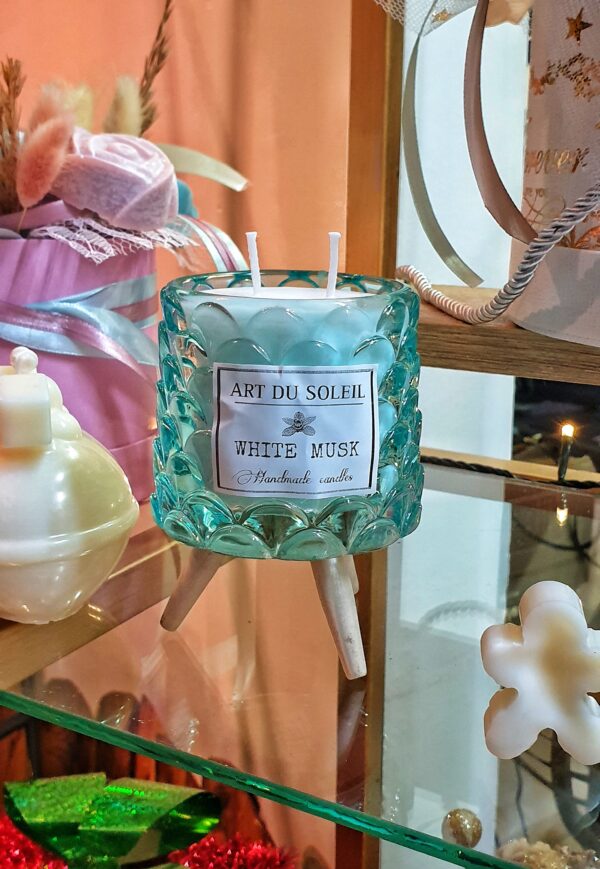 ART DU SOLEIL
WHITE MUSK
Handmade candles